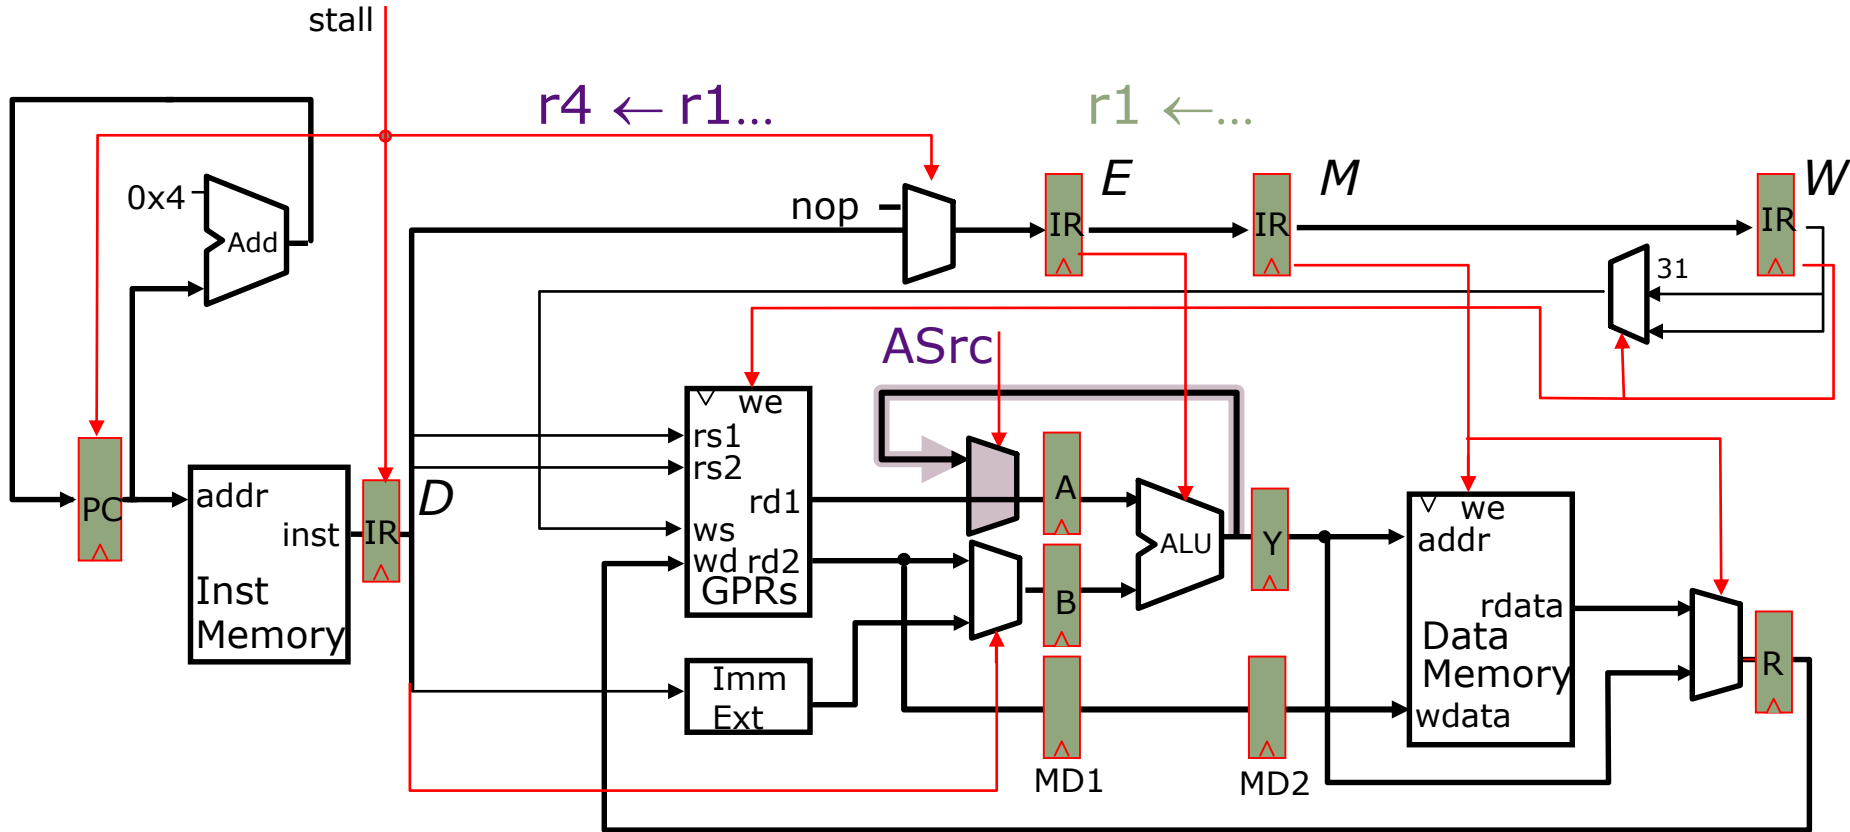 stall
r4 ← r1...
r1 ←...
E
M
W
0x4
nop
IR
IR
IR
Add
31
ASrc
we
rs1
rs2
addr
D
rd1
A
PC
inst
IR
ws
we
ALU
Y
addr
wd rd2
Inst
Memory
GPRs
B
rdata
Data
Memory
R
Imm
Ext
wdata
MD1
MD2